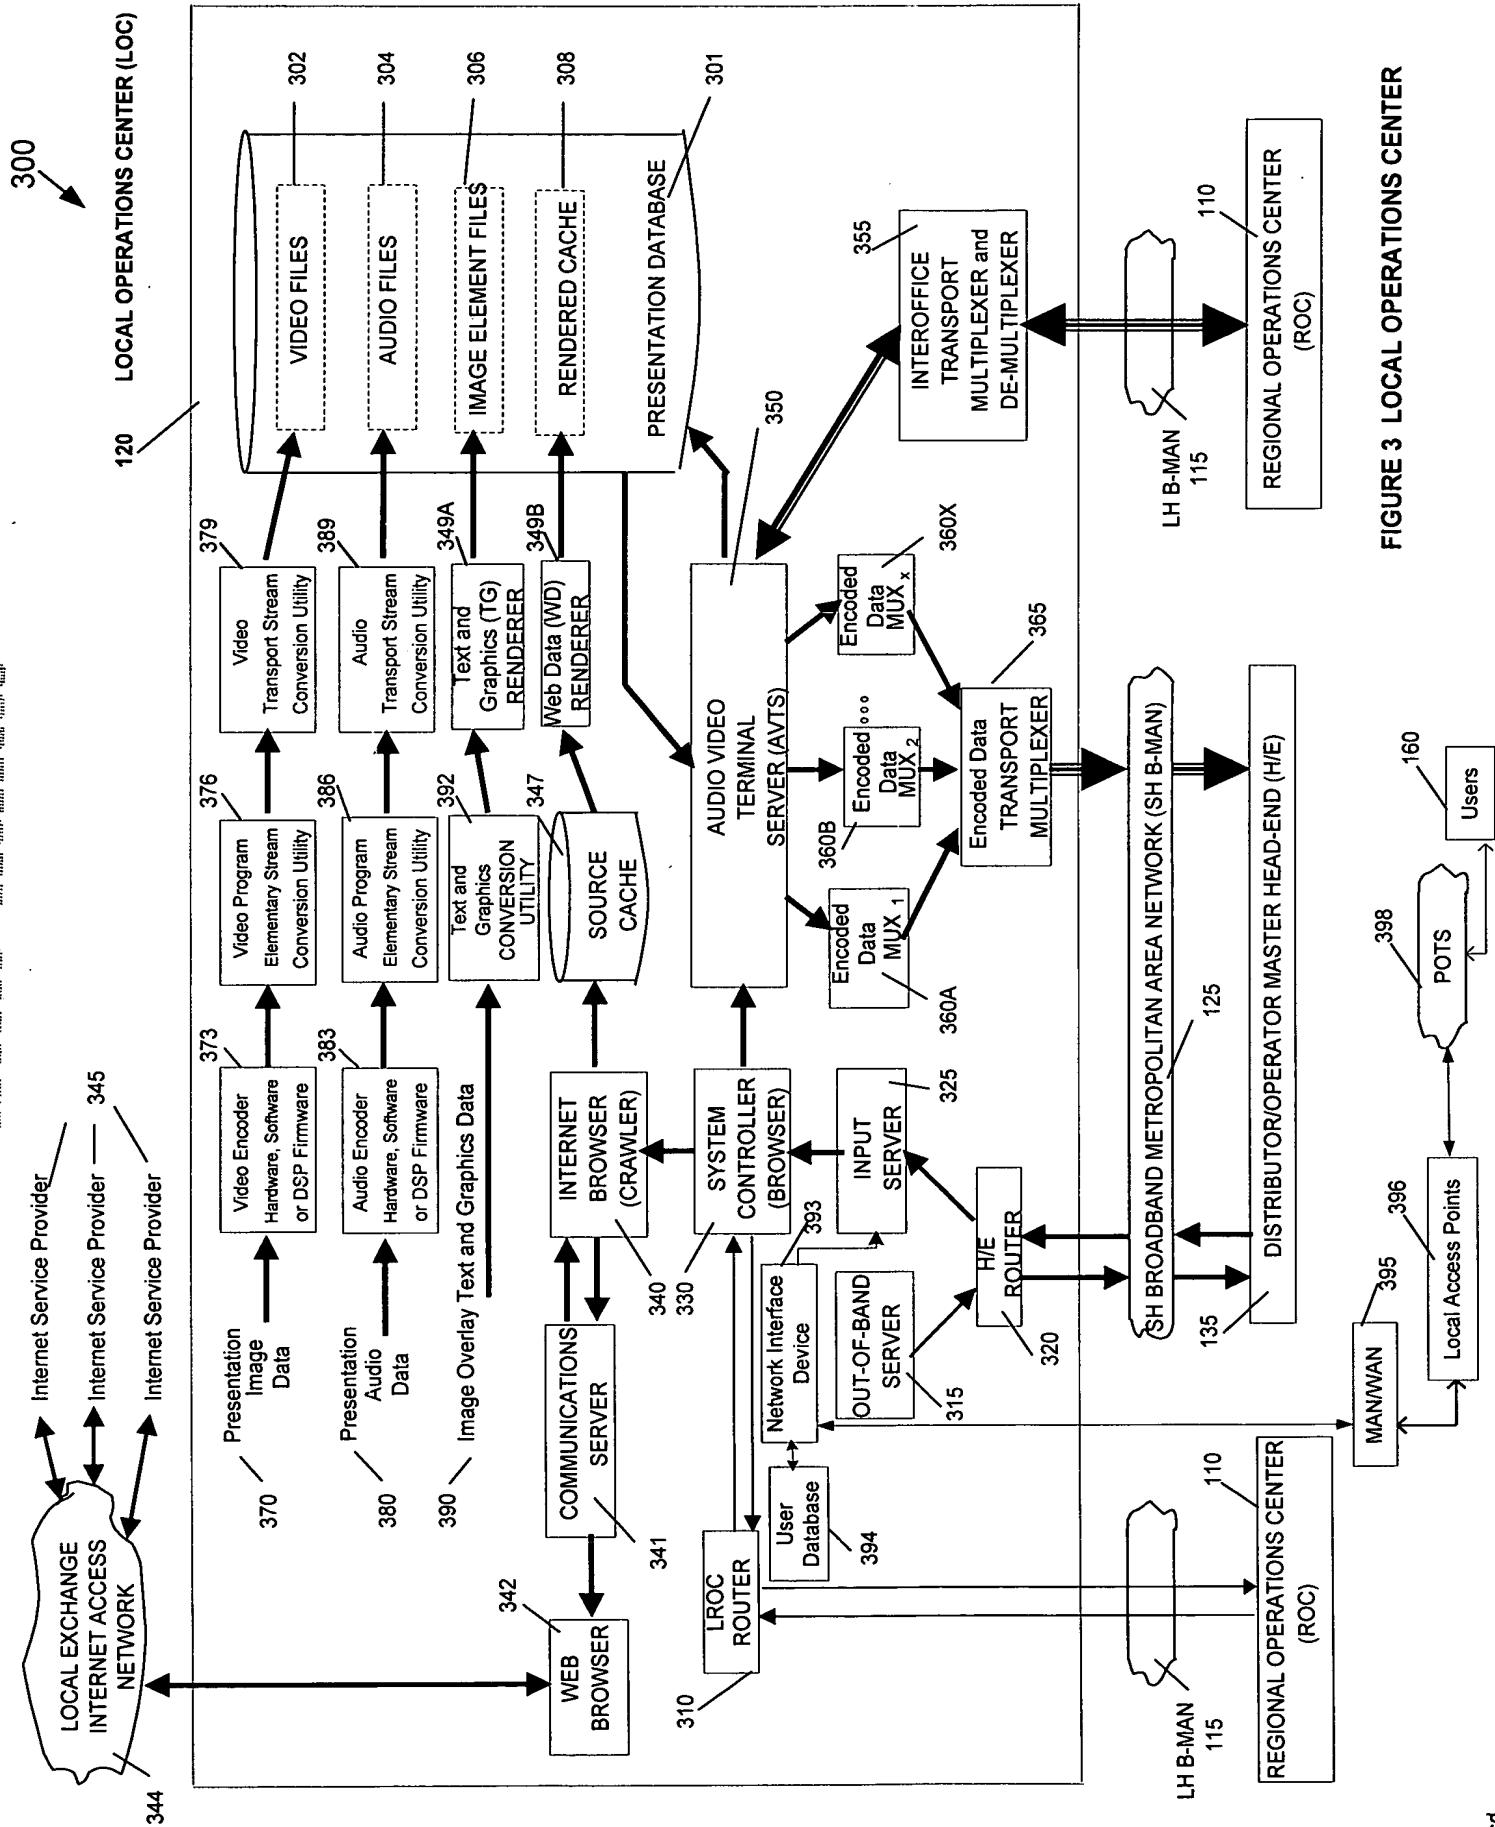 300
120
LOCAL OPERATIONS CENTER (LOC)
LOCAL EXCHANGE
INTERNET ACCESS
NETWORK
344
Internet Service Provider
Internet Service Provider
Internet Service Provider
345
Presentation
Image
Data
370
Video Encoder
Hardware, Software
or DSP Firmware
373
Video Program
Elementary Stream
Conversion Utility
376
Video
Transport Stream
Conversion Utility
379
VIDEO FILES
302
Presentation
Audio
Data
380
Audio Encoder
Hardware, Software
or DSP Firmware
383
Audio Program
Elementary Stream
Conversion Utility
386
Audio
Transport Stream
Conversion Utility
389
AUDIO FILES
304
390
Image Overlay Text and Graphics Data
Text and
Graphics
CONVERSION
UTILITY
392
Text and
Graphics (TG)
RENDERER
349A
IMAGE ELEMENT FILES
306
WEB
BROWSER
342
COMMUNICATIONS
SERVER
341
INTERNET
BROWSER
(CRAWLER)
340
SOURCE
CACHE
347
Web Data (WD)
RENDERER
349B
RENDERED CACHE
308
PRESENTATION DATABASE
301
LROC
ROUTER
310
SYSTEM
CONTROLLER
(BROWSER)
330
AUDIO VIDEO
TERMINAL
SERVER (AVTS)
350
User
Database
394
Network Interface
Device
393
OUT-OF-BAND
SERVER
315
INPUT
SERVER
325
H/E
ROUTER
320
Encoded
Data
MUX 1
360A
Encoded
Data
MUX 2
360B
ooo
Encoded
Data
MUX x
360X
Encoded Data
TRANSPORT
MULTIPLEXER
365
INTEROFFICE
TRANSPORT
MULTIPLEXER and
DE-MULTIPLEXER
355
LH B-MAN
115
SH BROADBAND METROPOLITAN AREA NETWORK (SH B-MAN)
125
LH B-MAN
115
REGIONAL OPERATIONS CENTER
(ROC)
110
DISTRIBUTOR/OPERATOR MASTER HEAD-END (H/E)
135
REGIONAL OPERATIONS CENTER
(ROC)
110
MAN/WAN
395
Local Access Points
396
POTS
398
Users
160
FIGURE 3 LOCAL OPERATIONS CENTER